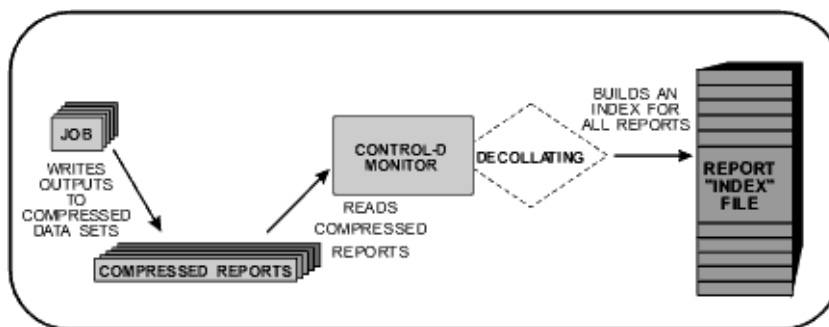 JOB
WRITES
OUTPUTS
TO
COMPRESSED
DATA SETS
COMPRESSED REPORTS
CONTROL-D
MONITOR
READS
COMPRESSED
REPORTS
DECOLLATING
BUILDS AN
INDEX FOR
ALL REPORTS
REPORT
"INDEX"
FILE